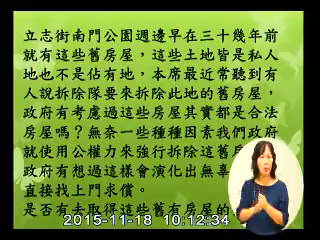 立志街南門公園週邊早在三十幾年前
就有這些舊房屋，這些土地皆是私人
地也不是佔有地，本席最近常聽到有
人說拆除隊要來拆除此地的舊房屋，
政府有考慮過這些房屋其實都是合法
房屋嗎？無奈一些種種因素我們政府
就使用公權力來強行拆除這舊房
政府有想過這樣會演化出無辜
直接找上門求償。
是否有去取得這些舊有房屋的
2015-11-18 10:12:34